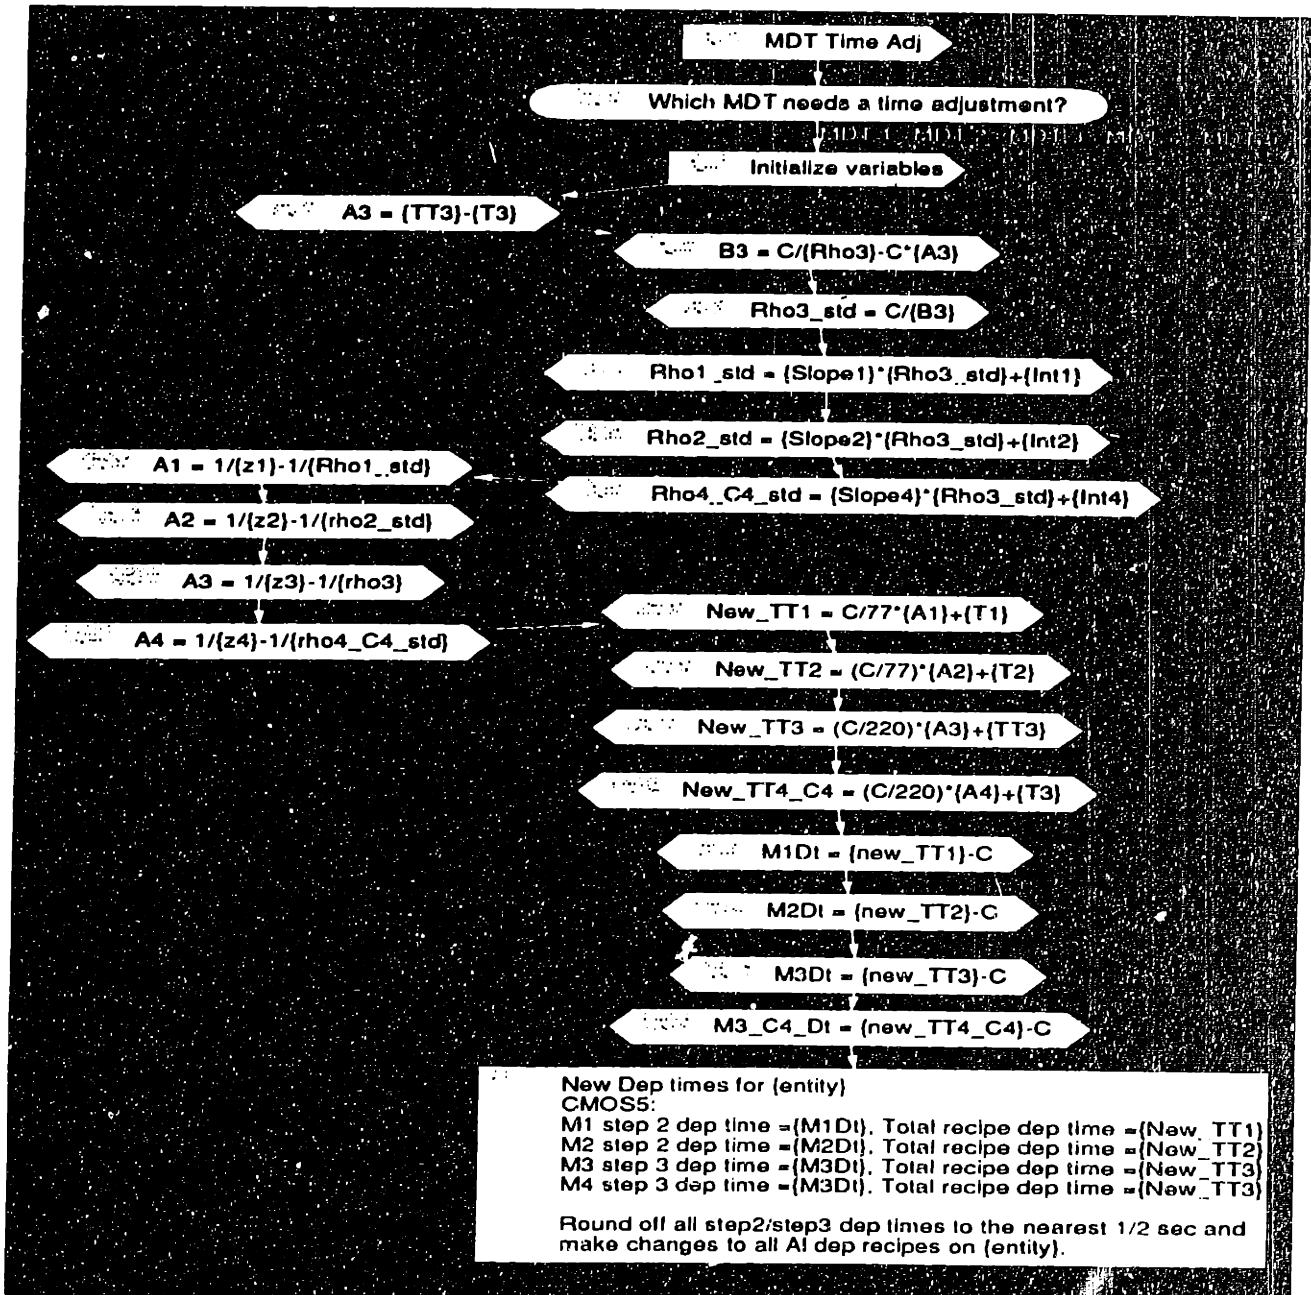 MDT Time Adj
Which MDT needs a time adjustment?
Initialize variables
A3 = {TT3}-{T3}
B3 = C/{Rho3}-C*{A3}
Rho3_std = C/{B3}
Rho1_std = {Slope1}*{Rho3_std}+{Int1}
Rho2_std = {Slope2}*{Rho3_std}+{Int2}
Rho4_C4_std = {Slope4}*{Rho3_std}+{Int4}
A1 = 1/{z1}-1/{Rho1_std}
A2 = 1/{z2}-1/{rho2_std}
A3 = 1/{z3}-1/{rho3}
A4 = 1/{z4}-1/{rho4_C4_std}
New_TT1 = C/77*{A1}+{T1}
New_TT2 = (C/77)*{A2}+{T2}
New_TT3 = (C/220)*{A3}+{TT3}
New_TT4_C4 = (C/220)*{A4}+{T3}
M1Dt = {new_TT1}-C
M2Dt = {new_TT2}-C
M3Dt = {new_TT3}-C
M3_C4_Dt = {new_TT4_C4}-C
New Dep times for {entity}
CMOS5:
M1 step 2 dep time ={M1Dt}, Total recipe dep time ={New_TT1}
M2 step 2 dep time ={M2Dt}, Total recipe dep time ={New_TT2}
M3 step 3 dep time ={M3Dt}, Total recipe dep time ={New_TT3}
M4 step 3 dep time ={M3Dt}, Total recipe dep time ={New_TT3}
Round off all step2/step3 dep times to the nearest 1/2 sec and
make changes to all Al dep recipes on {entity}.